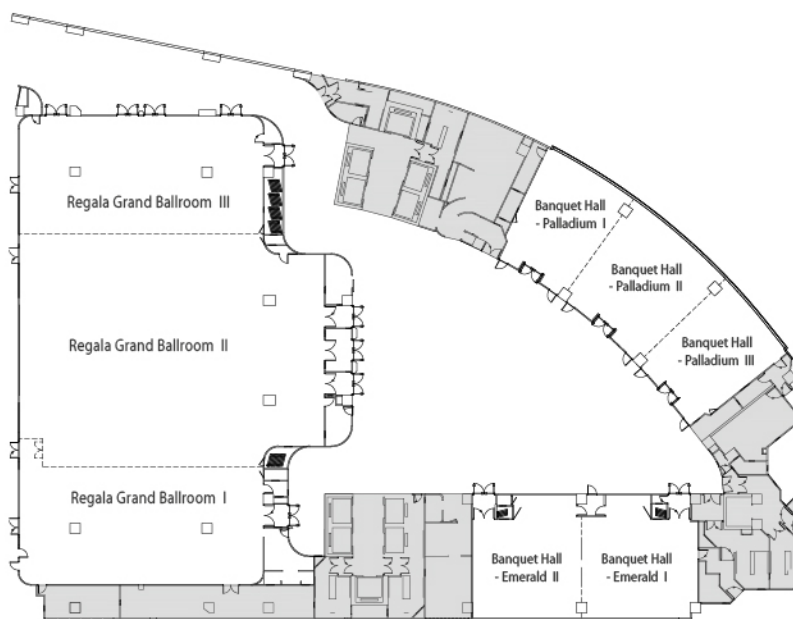 Regala Grand Ballroom III
Regala Grand Ballroom II
Regala Grand Ballroom I
Banquet Hall
- Palladium I
Banquet Hall
- Palladium II
Banquet Hall
- Palladium III
Banquet Hall
- Emerald II
Banquet Hall
- Emerald I